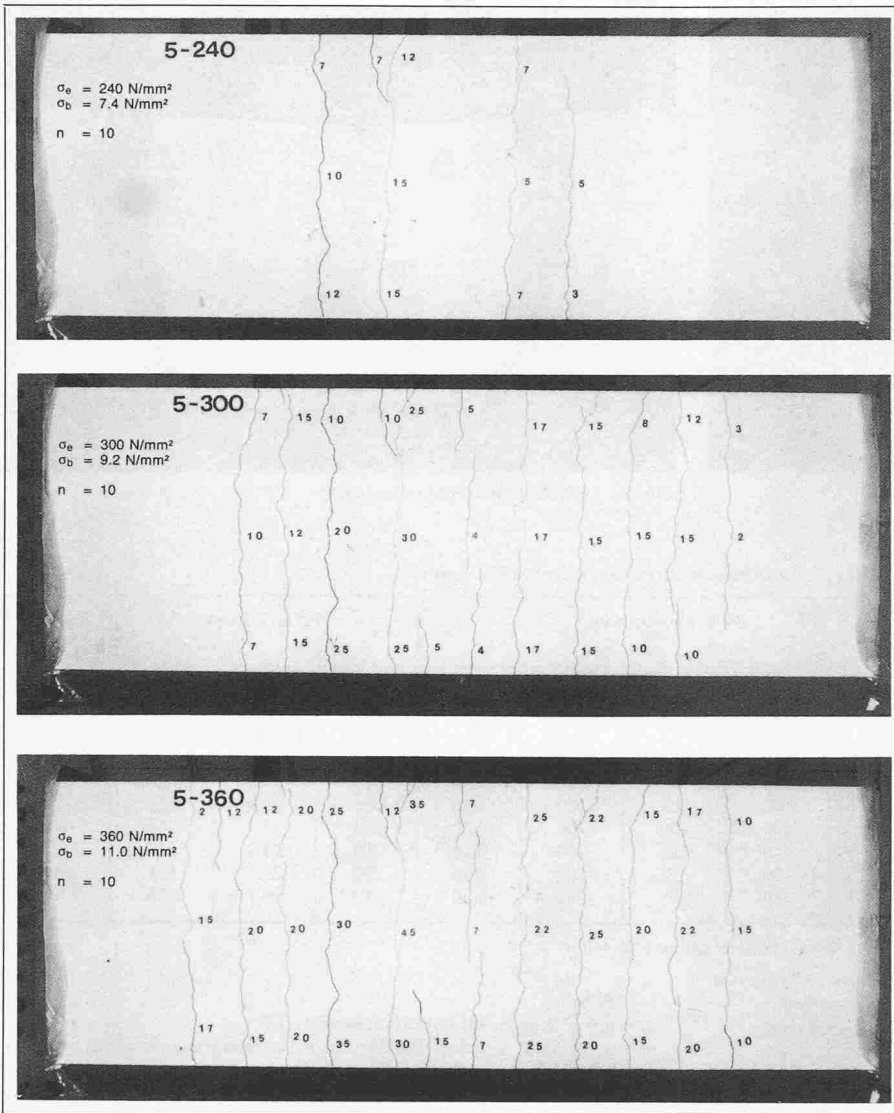 5-240
7 7 12 7
σe = 240 N/mm²
σb = 7.4 N/mm²
n = 10
10 15 5 5
12 15 7 3
5-300
7 15 10 10 25 5 17 15 8 12 3
σe = 300 N/mm²
σb = 9.2 N/mm²
n = 10
10 12 20 30 4 17 15 15 15 2
7 15 25 25 5 4 17 15 10 10
5-360
2 12 12 20 25 12 35 7 25 22 15 17 10
σe = 360 N/mm²
σb = 11.0 N/mm²
n = 10
15 20 20 30 45 7 22 25 20 22 15
17 15 20 35 30 15 7 25 20 15 20 10